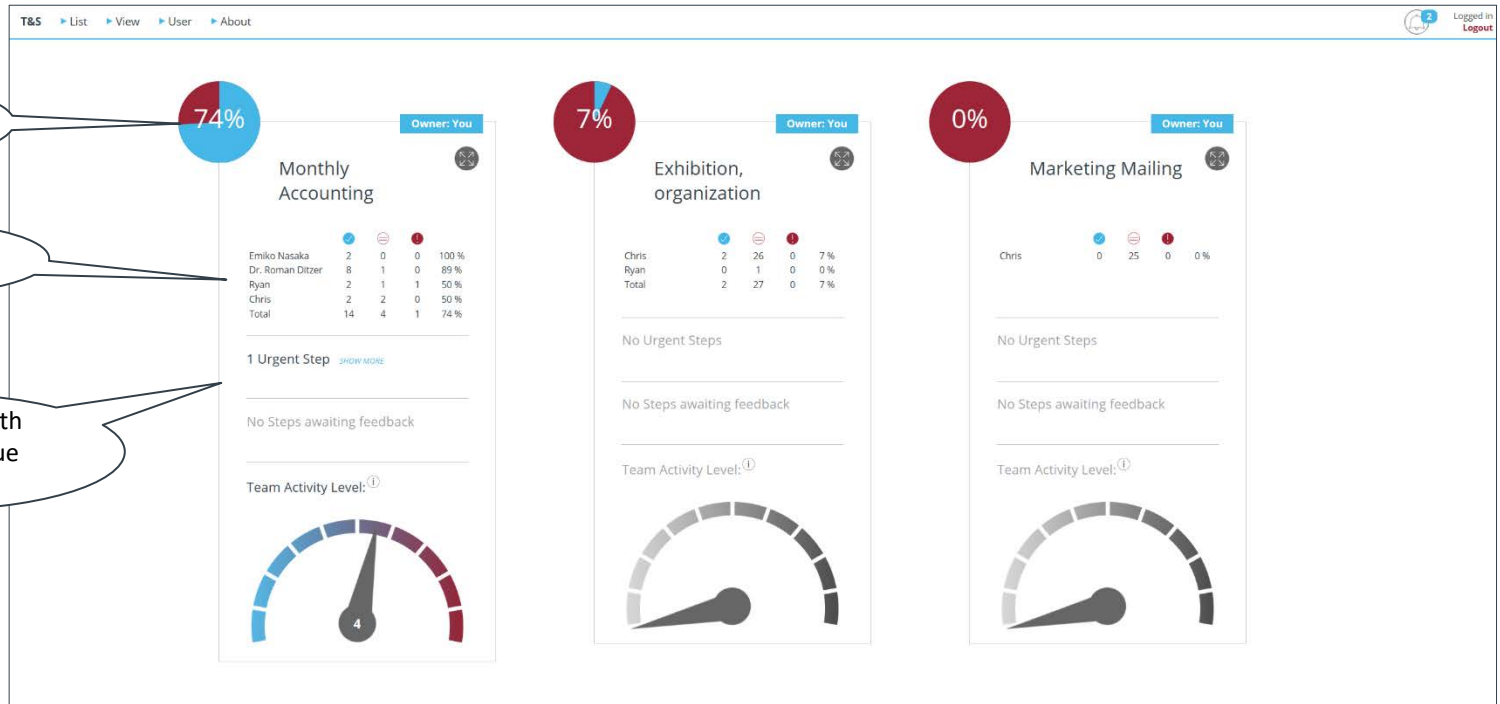 T&S List View User About
2
Logged in
Logout
74%
Owner: You
Monthly
Accounting
Emiko Nasaka 2 0 0 100 %
Dr. Roman Ditzer 8 1 0 89 %
Ryan 2 1 1 50 %
Chris 2 2 0 50 %
Total 14 4 1 74 %
1 Urgent Step SHOW MORE
No Steps awaiting feedback
Team Activity Level: i
4
7%
Owner: You
Exhibition,
organization
Chris 2 26 0 7 %
Ryan 0 1 0 0 %
Total 2 27 0 7 %
No Urgent Steps
No Steps awaiting feedback
Team Activity Level: i
0%
Owner: You
Marketing Mailing
Chris 0 25 0 0 %
No Urgent Steps
No Steps awaiting feedback
Team Activity Level: i